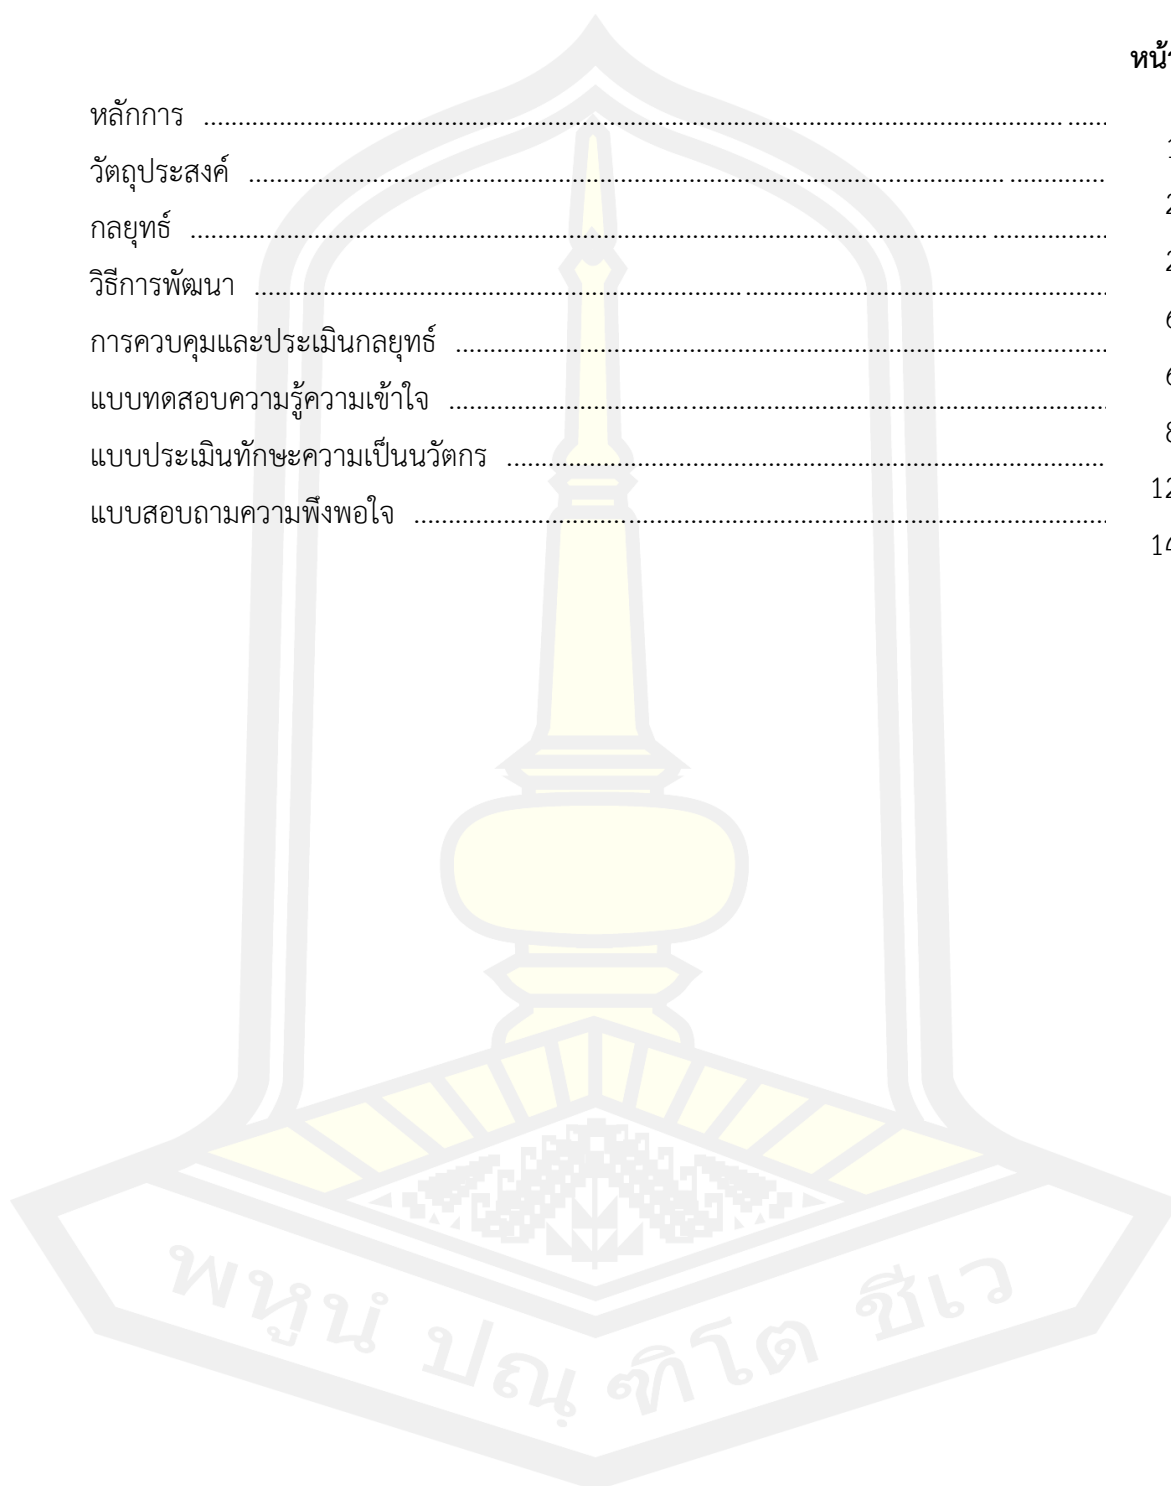 หน้า
หลักการ ........................................ 1
วัตถุประสงค์ ........................................ 2
กลยุทธ์ ........................................ 2
วิธีการพัฒนา ........................................ 6
การควบคุมและประเมินกลยุทธ์ ........................................ 6
แบบทดสอบความรู้ความเข้าใจ ........................................ 8
แบบประเมินทักษะความเป็นนวัตกร ........................................ 12
แบบสอบถามความพึงพอใจ ........................................ 14
พหูนํ ปณฺฑิโต ชีเว